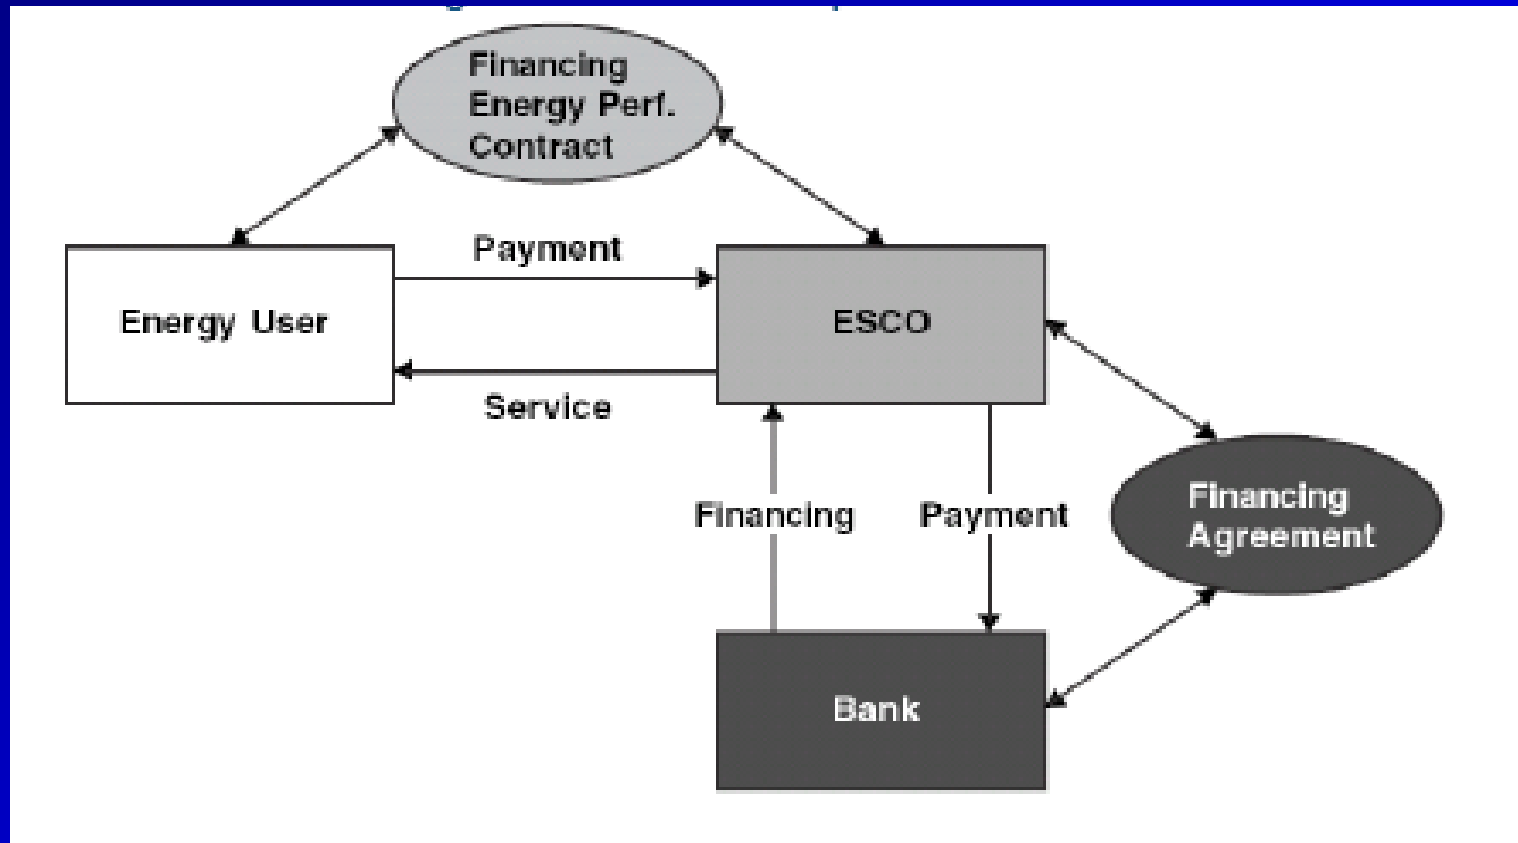 Financing
Energy Perf.
Contract
Payment
Energy User
ESCO
Service
Financing
Payment
Financing
Agreement
Bank